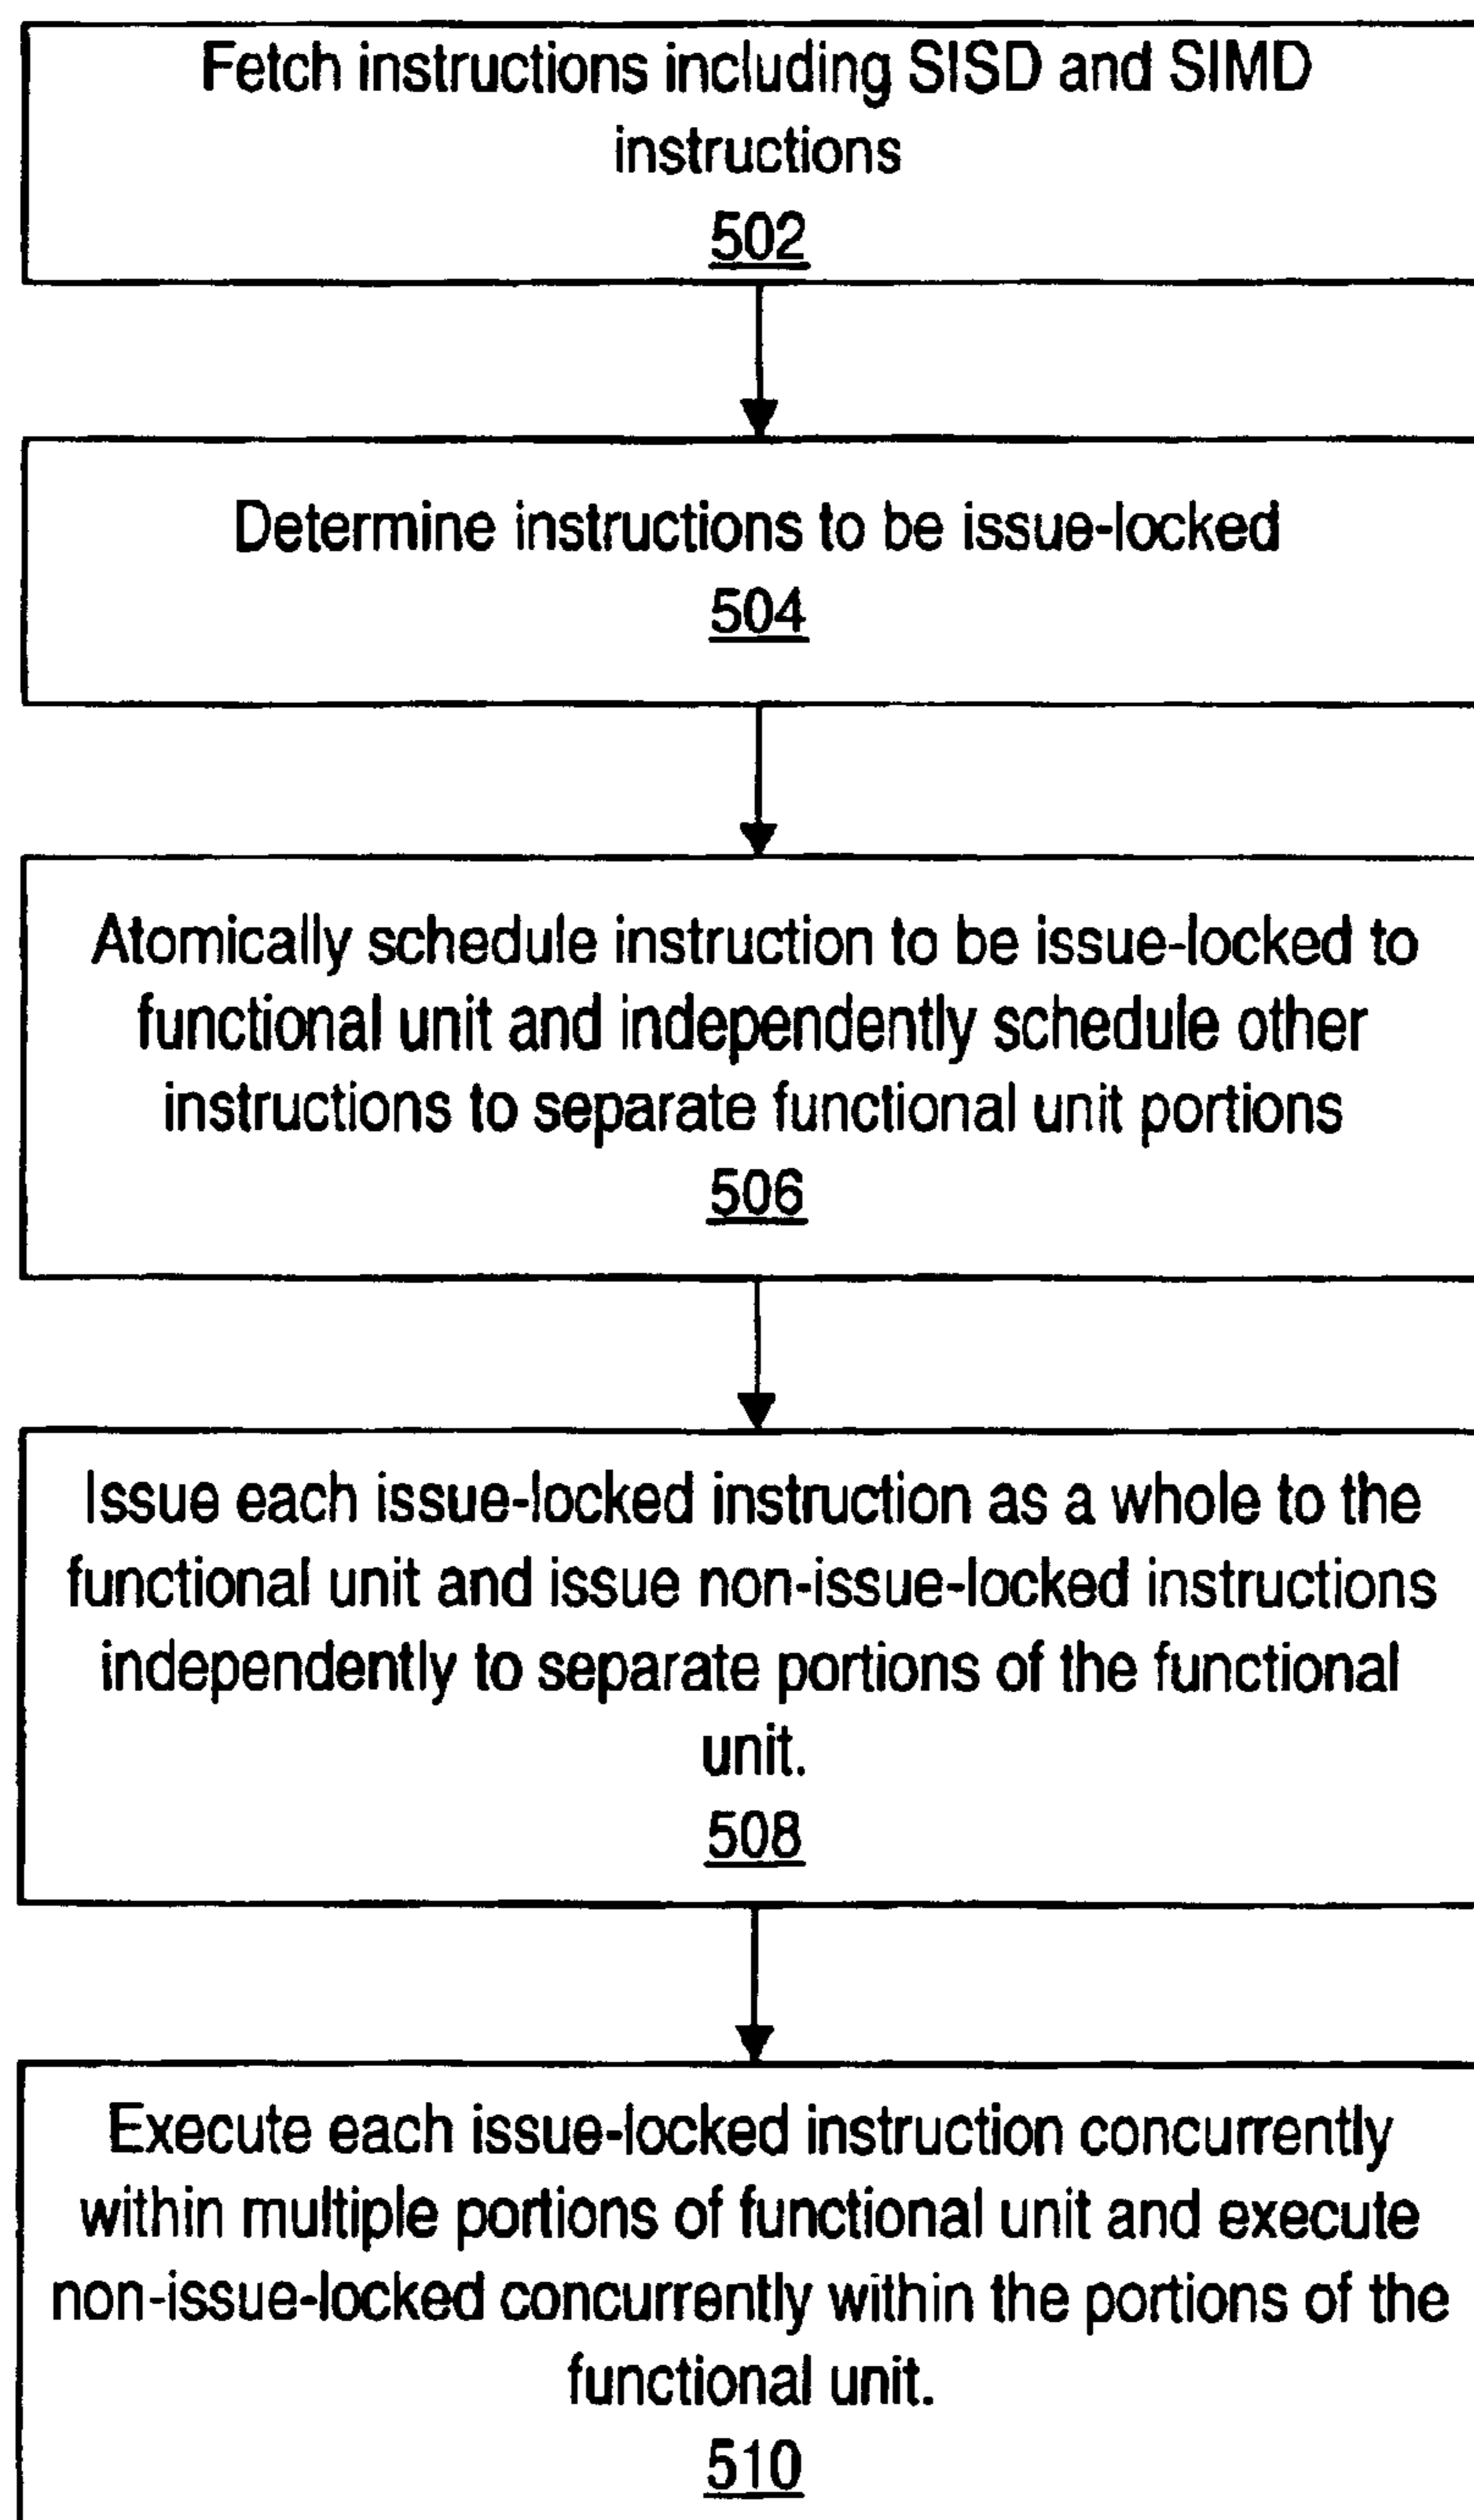 Fetch instructions including SISD and SIMD
instructions
502
Determine instructions to be issue-locked
504
Atomically schedule instruction to be issue-locked to
functional unit and independently schedule other
instructions to separate functional unit portions
506
Issue each issue-locked instruction as a whole to the
functional unit and issue non-issue-locked instructions
independently to separate portions of the functional
unit.
508
Execute each issue-locked instruction concurrently
within multiple portions of functional unit and execute
non-issue-locked concurrently within the portions of the
functional unit.
510